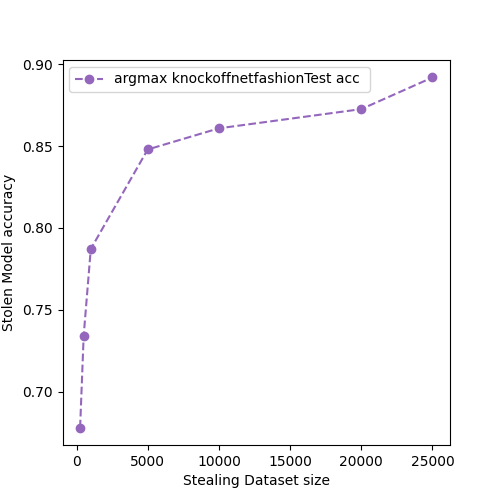 argmax knockoffnetfashionTest acc
0.90
0.85
0.80
0.75
0.70
Stolen Model accuracy
0 5000 10000 15000 20000 25000
Stealing Dataset size